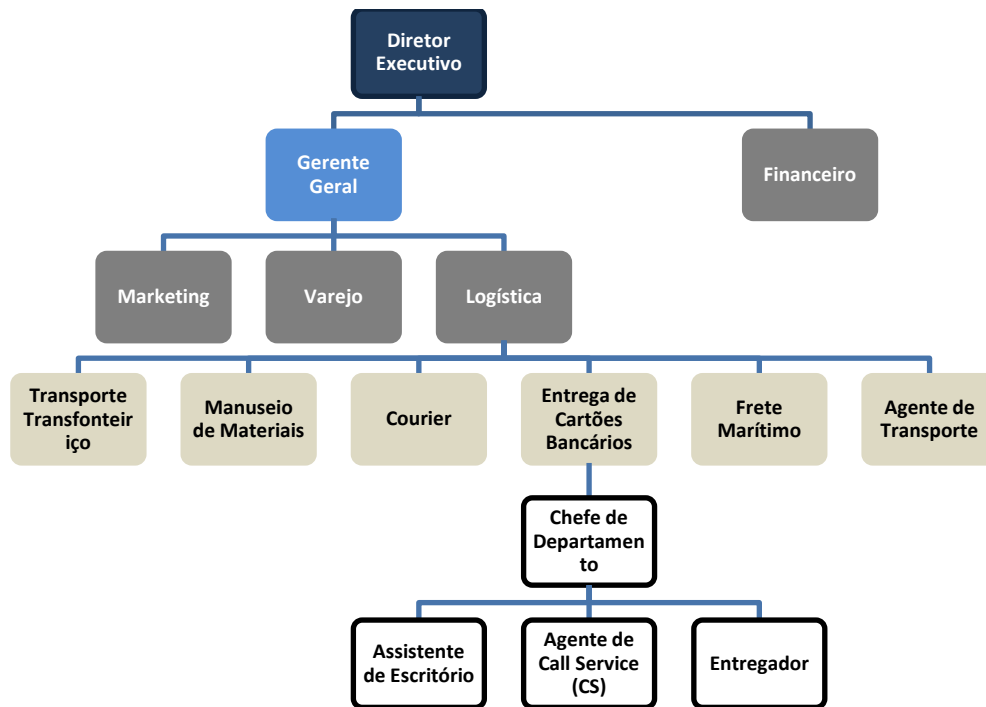 Diretor
Executivo
Gerente
Geral
Financeiro
Marketing
Varejo
Logística
Transporte
Transfonteir
iço
Manuseio
de Materiais
Courier
Entrega de
Cartões
Bancários
Frete
Marítimo
Agente de
Transporte
Chefe de
Departamen
to
Assistente
de Escritório
Agente de
Call Service
(CS)
Entregador